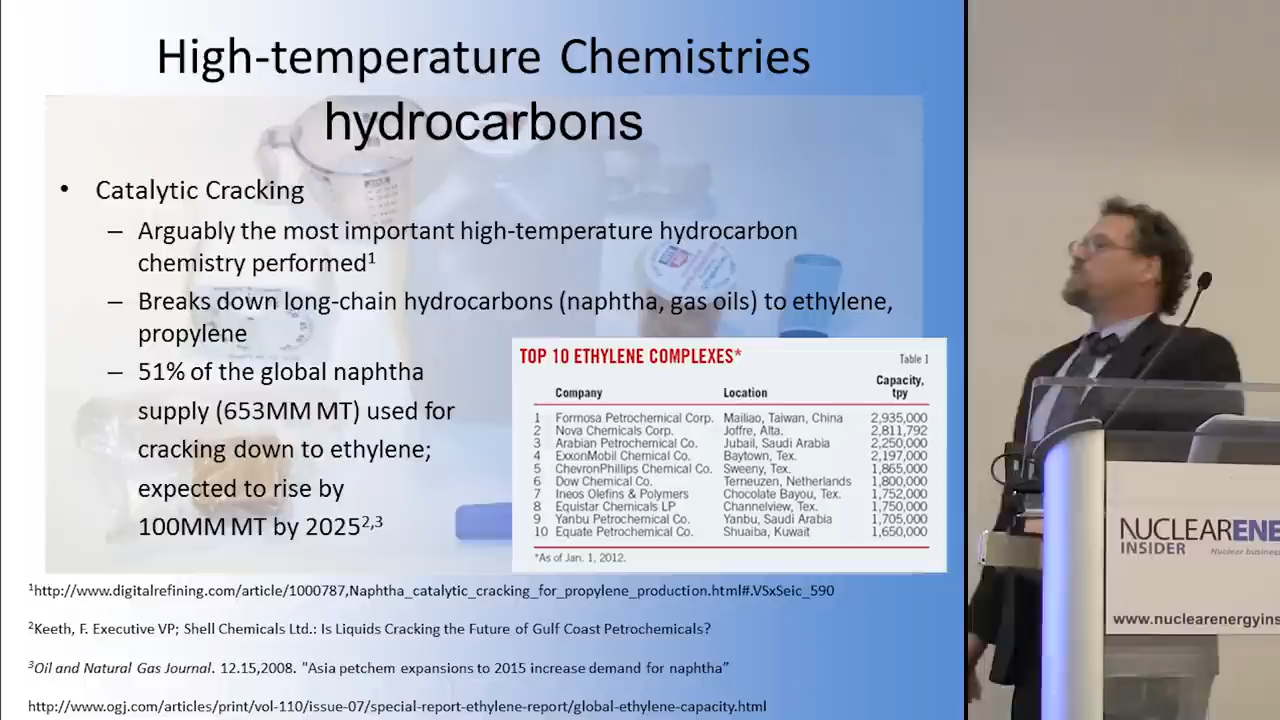 High-temperature Chemistries
hydrocarbons
• Catalytic Cracking
– Arguably the most important high-temperature hydrocarbon
chemistry performed1
– Breaks down long-chain hydrocarbons (naphtha, gas oils) to ethylene,
propylene
– 51% of the global naphtha
supply (653MM MT) used for
cracking down to ethylene;
expected to rise by
100MM MT by 20252,3
TOP 10 ETHYLENE COMPLEXES*
Table 1
Company Location Capacity, tpy
1 Formosa Petrochemical Corp. Mailiao, Taiwan, China 2,935,000
2 Nova Chemicals Corp. Joffre, Alta. 2,811,792
3 Arabian Petrochemical Co. Jubail, Saudi Arabia 2,250,000
4 ExxonMobil Chemical Co. Baytown, Tex. 2,197,000
5 ChevronPhillips Chemical Co. Sweeny, Tex. 1,865,000
6 Dow Chemical Co. Terneuzen, Netherlands 1,800,000
7 Ineos Olefins & Polymers Chocolate Bayou, Tex. 1,752,000
8 Equistar Chemicals LP Channelview, Tex. 1,750,000
9 Yanbu Petrochemical Co. Yanbu, Saudi Arabia 1,705,000
10 Equate Petrochemical Co. Shuaiba, Kuwait 1,650,000
*As of Jan. 1, 2012.
1http://www.digitalrefining.com/article/1000787,Naphtha_catalytic_cracking_for_propylene_production.html#.VSxSeic_590
2Keeth, F. Executive VP; Shell Chemicals Ltd.: Is Liquids Cracking the Future of Gulf Coast Petrochemicals?
3Oil and Natural Gas Journal. 12.15,2008. "Asia petchem expansions to 2015 increase demand for naphtha”
http://www.ogj.com/articles/print/vol-110/issue-07/special-report-ethylene-report/global-ethylene-capacity.html
NUCLEARENE
INSIDER Nuclear business
www.nuclearenergyins